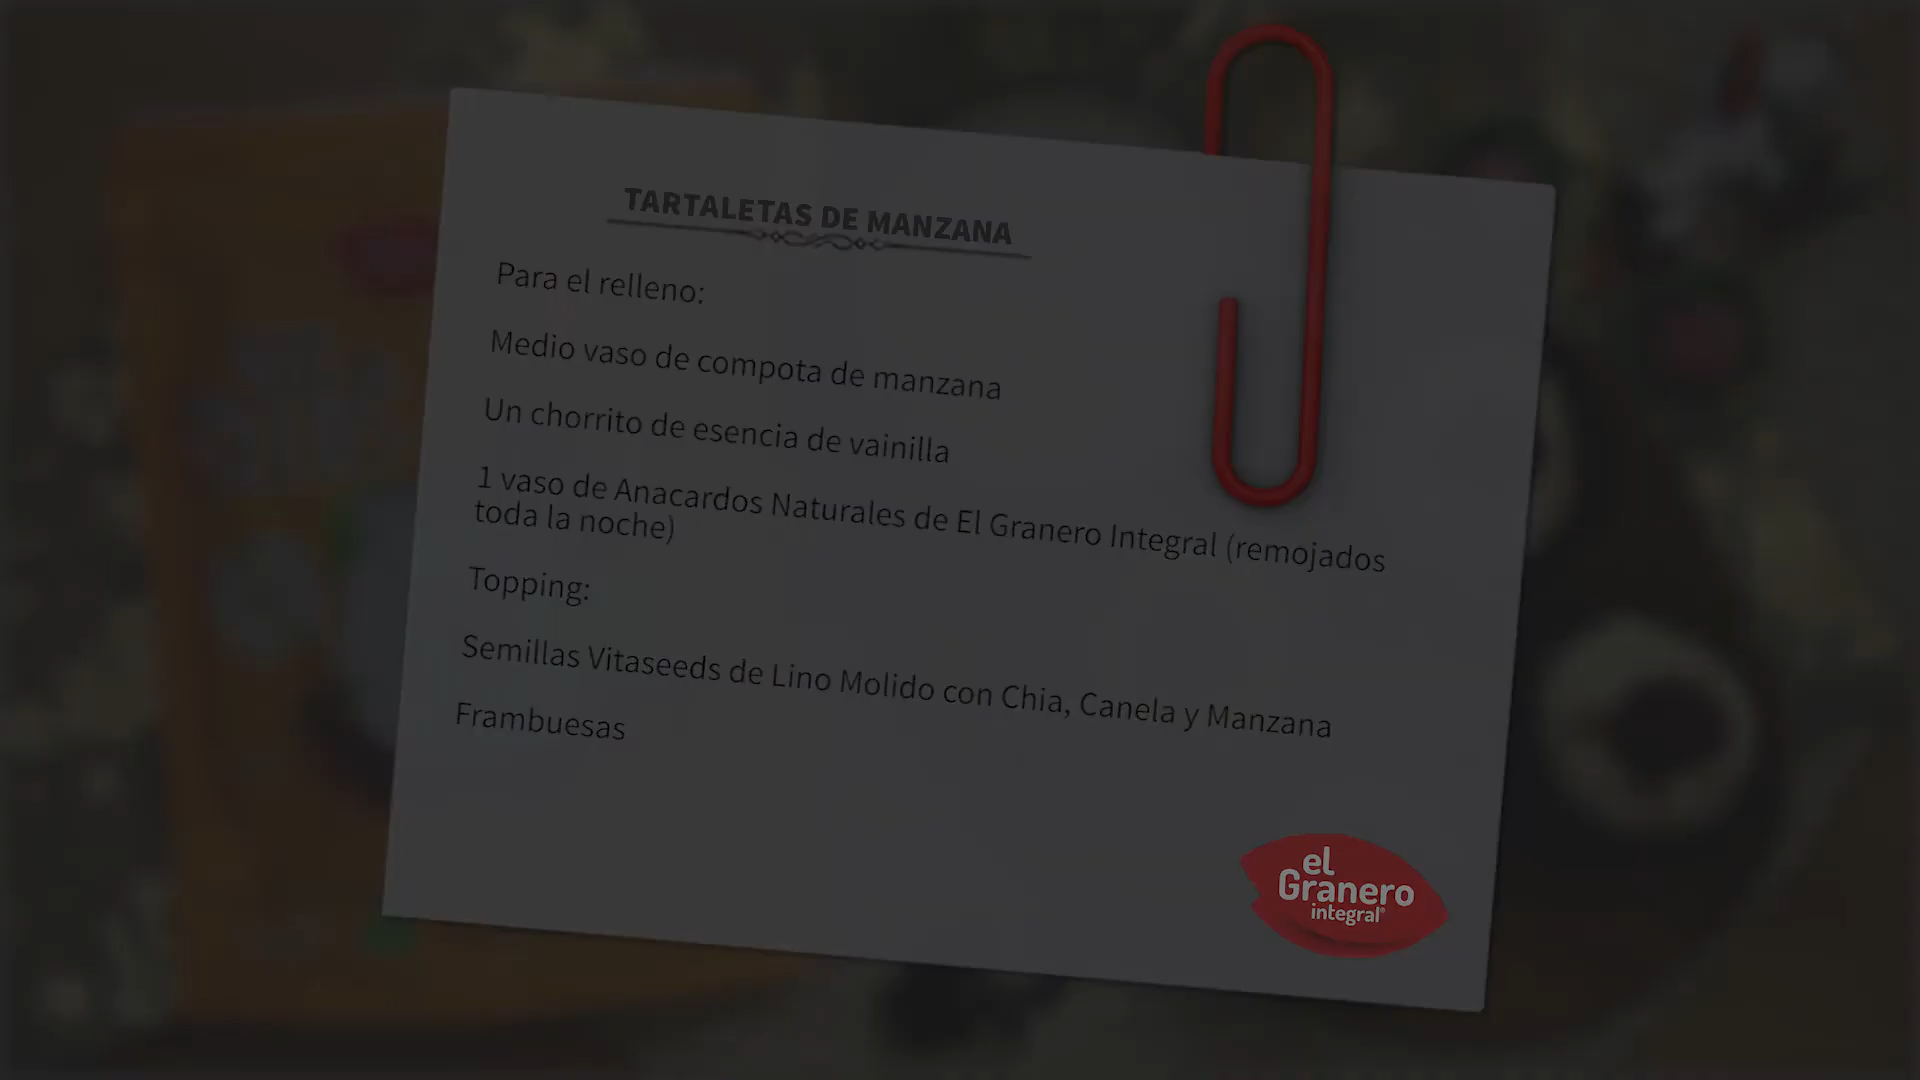 TARTALETAS DE MANZANA
Para el relleno:
Medio vaso de compota de manzana
Un chorrito de esencia de vainilla
1 vaso de Anacardos Naturales de El Granero Integral (remojados
toda la noche)
Topping:
Semillas Vitaseeds de Lino Molido con Chia, Canela y Manzana
Frambuesas
el
Granero
integral®